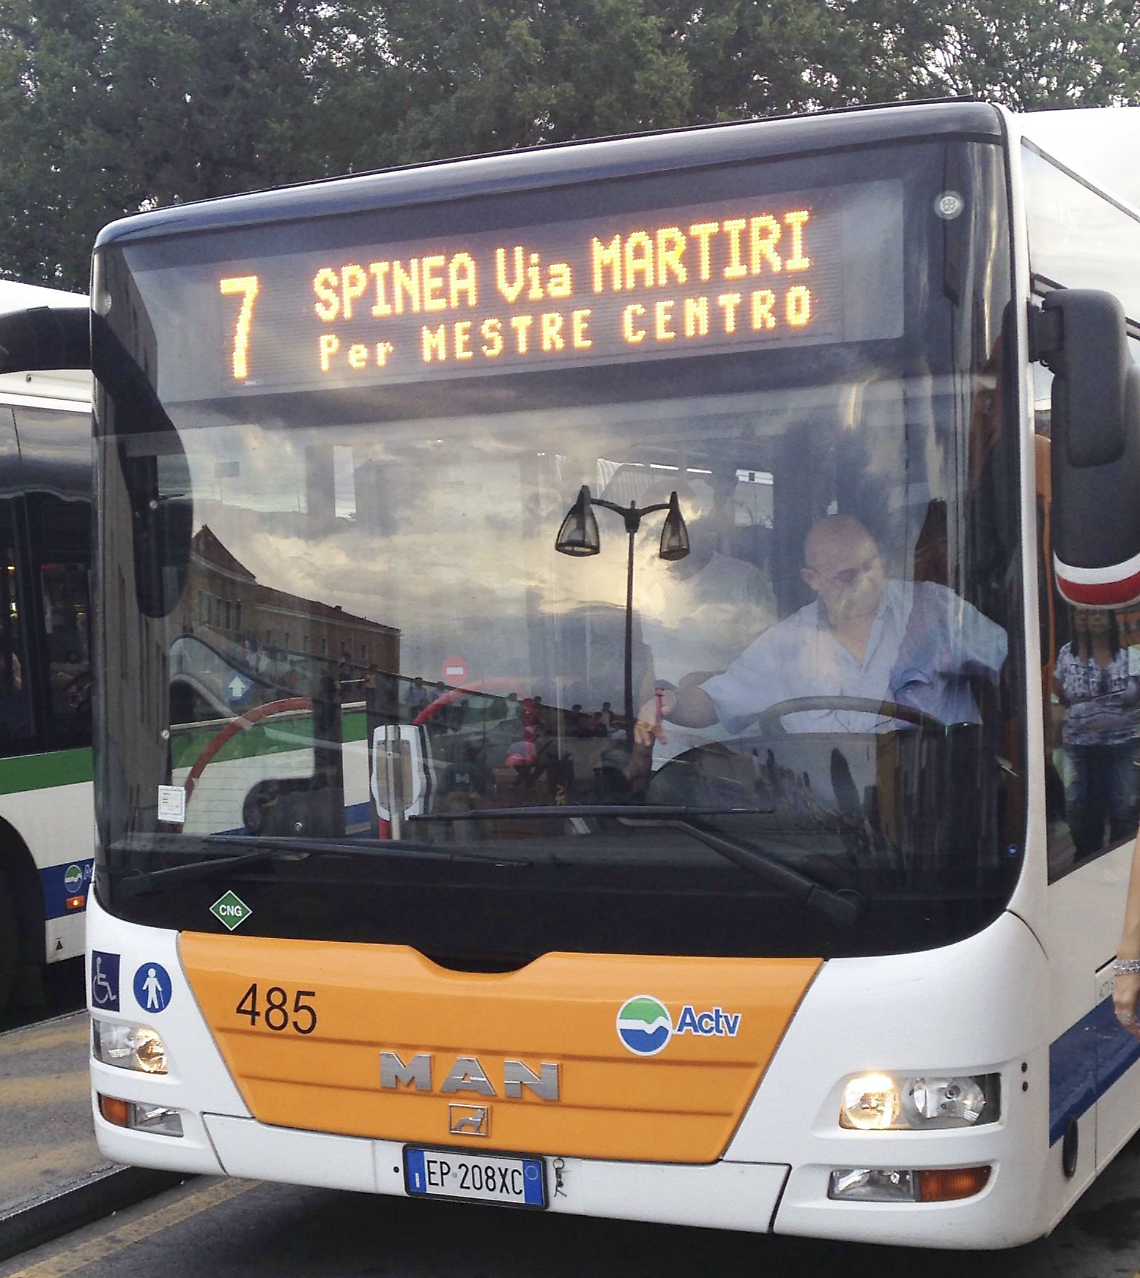 7 SPINEA Via MARTIRI
Per MESTRE CENTRO
CNG
485
Actv
MAN
I EP 208XC